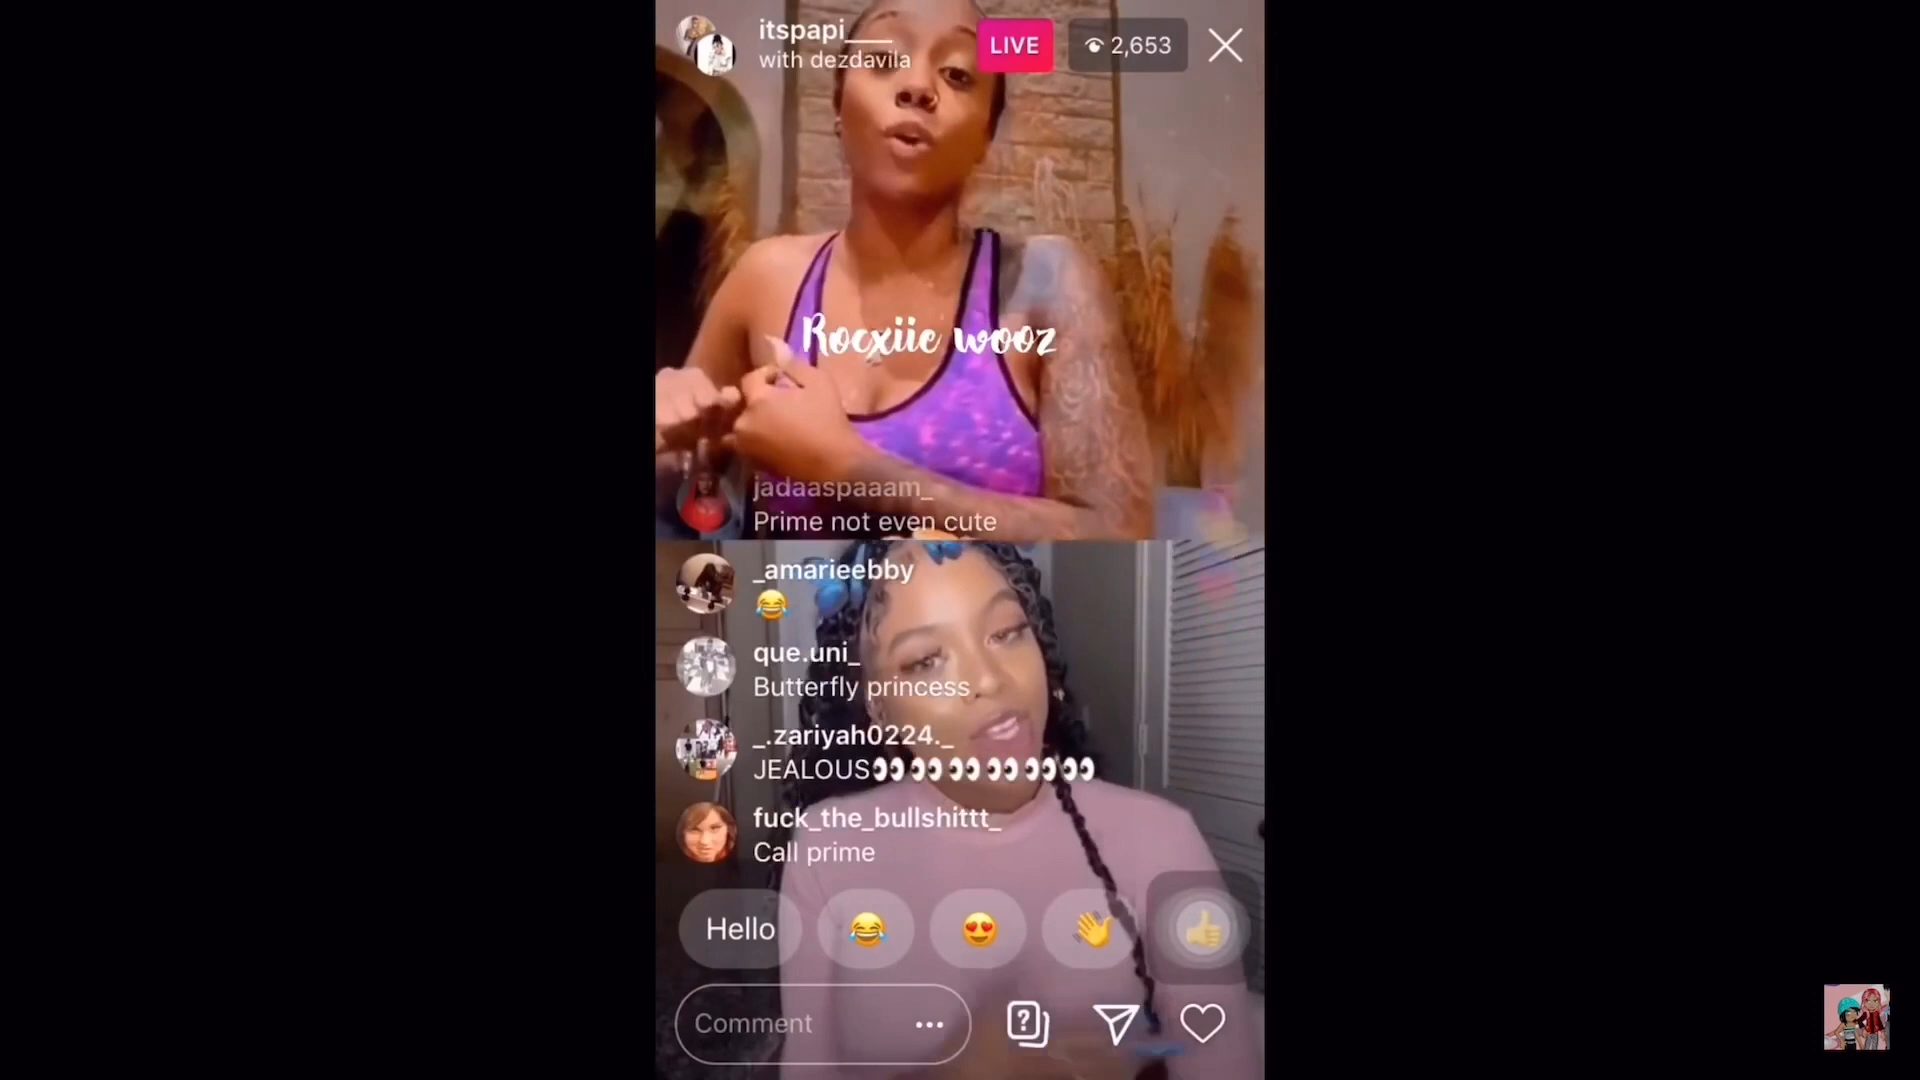 itspapi____
with dezdavila
LIVE
2,653
Rocxiie wooz
jadaaspaaam_
Prime not even cute
_amarieebby
😂
que.uni_
Butterfly princess
_.zariyah0224._
JEALOUS👀👀👀👀👀👀
fuck_the_bullshittt_
Call prime
Hello 😂 😍 👋 👍
Comment